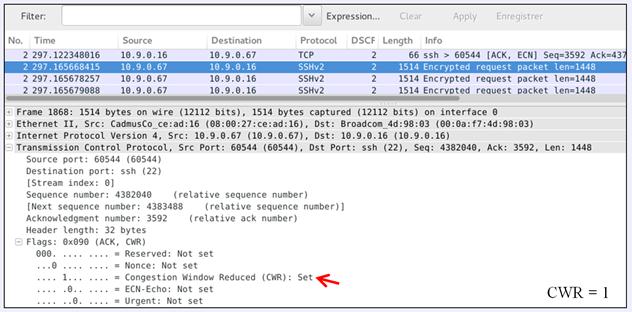 Filter: Expression... Clear Apply Enregistrer
No. Time Source Destination Protocol DSCF Length Info
2 297.122348016 10.9.0.16 10.9.0.67 TCP 2 66 ssh > 60544 [ACK, ECN] Seq=3592 Ack=437
2 297.165668415 10.9.0.67 10.9.0.16 SSHv2 2 1514 Encrypted request packet len=1448
2 297.165678257 10.9.0.67 10.9.0.16 SSHv2 2 1514 Encrypted request packet len=1448
2 297.165679088 10.9.0.67 10.9.0.16 SSHv2 2 1514 Encrypted request packet len=1448
Frame 1868: 1514 bytes on wire (12112 bits), 1514 bytes captured (12112 bits) on interface 0
Ethernet II, Src: CadmusCo_ce:ad:16 (08:00:27:ce:ad:16), Dst: Broadcom_4d:98:03 (00:0a:f7:4d:98:03)
Internet Protocol Version 4, Src: 10.9.0.67 (10.9.0.67), Dst: 10.9.0.16 (10.9.0.16)
Transmission Control Protocol, Src Port: 60544 (60544), Dst Port: ssh (22), Seq: 4382040, Ack: 3592, Len: 1448
Source port: 60544 (60544)
Destination port: ssh (22)
[Stream index: 0]
Sequence number: 4382040 (relative sequence number)
[Next sequence number: 4383488 (relative sequence number)]
Acknowledgment number: 3592 (relative ack number)
Header length: 32 bytes
Flags: 0x090 (ACK, CWR)
000. .... .... = Reserved: Not set
...0 .... .... = Nonce: Not set
.... 1... .... = Congestion Window Reduced (CWR): Set
.... .0.. .... = ECN-Echo: Not set
.... ..0. .... = Urgent: Not set
CWR = 1